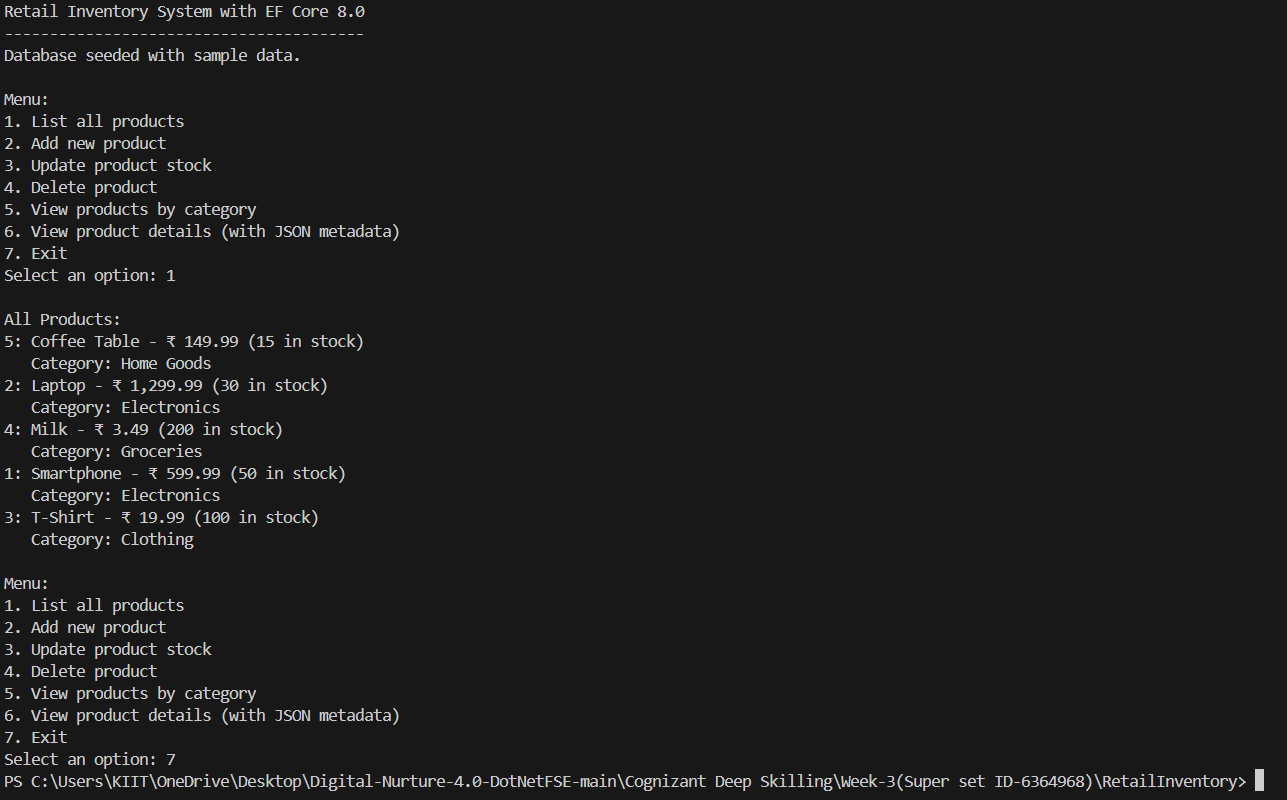 Retail Inventory System with EF Core 8.0
----------------------------------------
Database seeded with sample data.
Menu:
1. List all products
2. Add new product
3. Update product stock
4. Delete product
5. View products by category
6. View product details (with JSON metadata)
7. Exit
Select an option: 1
All Products:
5: Coffee Table - ₹ 149.99 (15 in stock)
   Category: Home Goods
2: Laptop - ₹ 1,299.99 (30 in stock)
   Category: Electronics
4: Milk - ₹ 3.49 (200 in stock)
   Category: Groceries
1: Smartphone - ₹ 599.99 (50 in stock)
   Category: Electronics
3: T-Shirt - ₹ 19.99 (100 in stock)
   Category: Clothing
Menu:
1. List all products
2. Add new product
3. Update product stock
4. Delete product
5. View products by category
6. View product details (with JSON metadata)
7. Exit
Select an option: 7
PS C:\Users\KIIT\OneDrive\Desktop\Digital-Nurture-4.0-DotNetFSE-main\Cognizant Deep Skilling\Week-3(Super set ID-6364968)\RetailInventory>